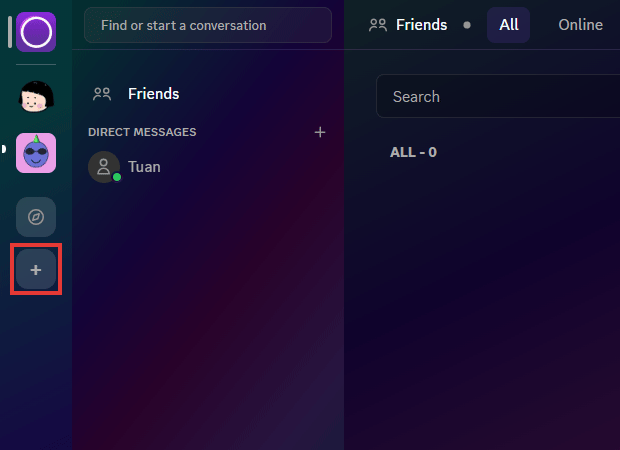 Find or start a conversation
Friends
DIRECT MESSAGES
Tuan
Friends
All
Online
Search
ALL - 0